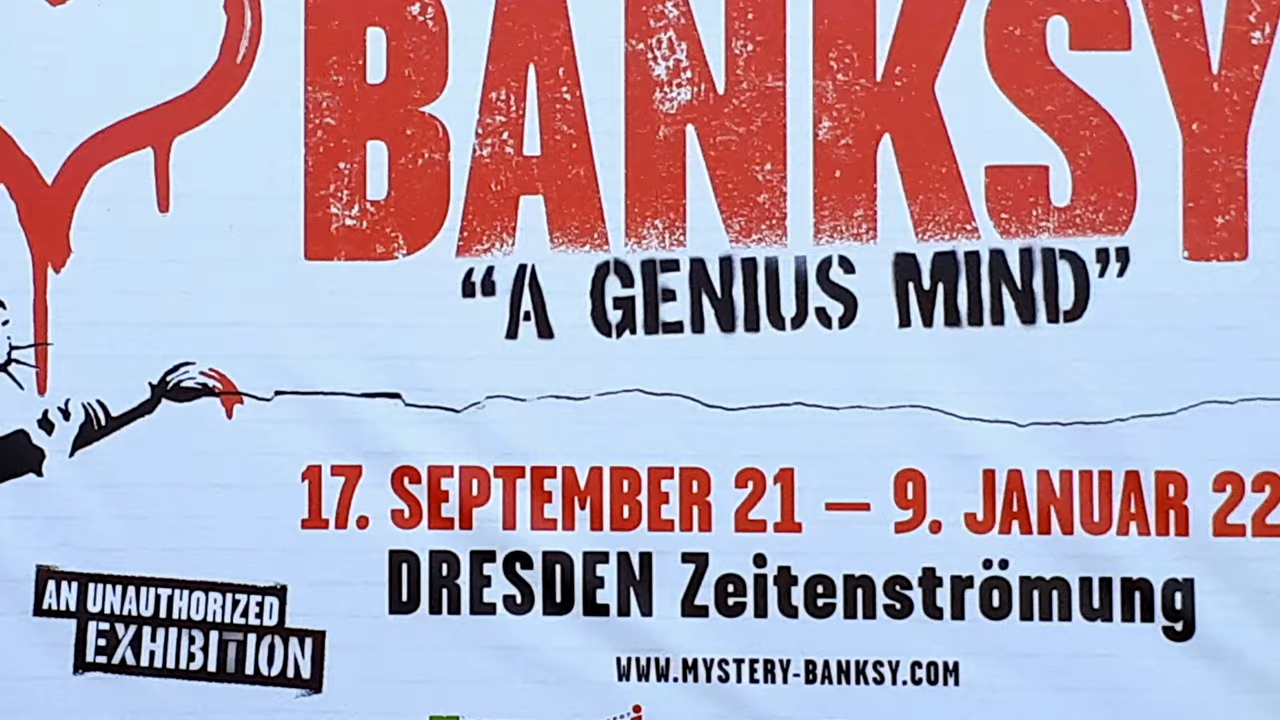 BANKSY
“A GENIUS MIND”
17. SEPTEMBER 21 – 9. JANUAR 22
DRESDEN Zeitenströmung
AN UNAUTHORIZED
EXHIBITION
WWW.MYSTERY-BANKSY.COM